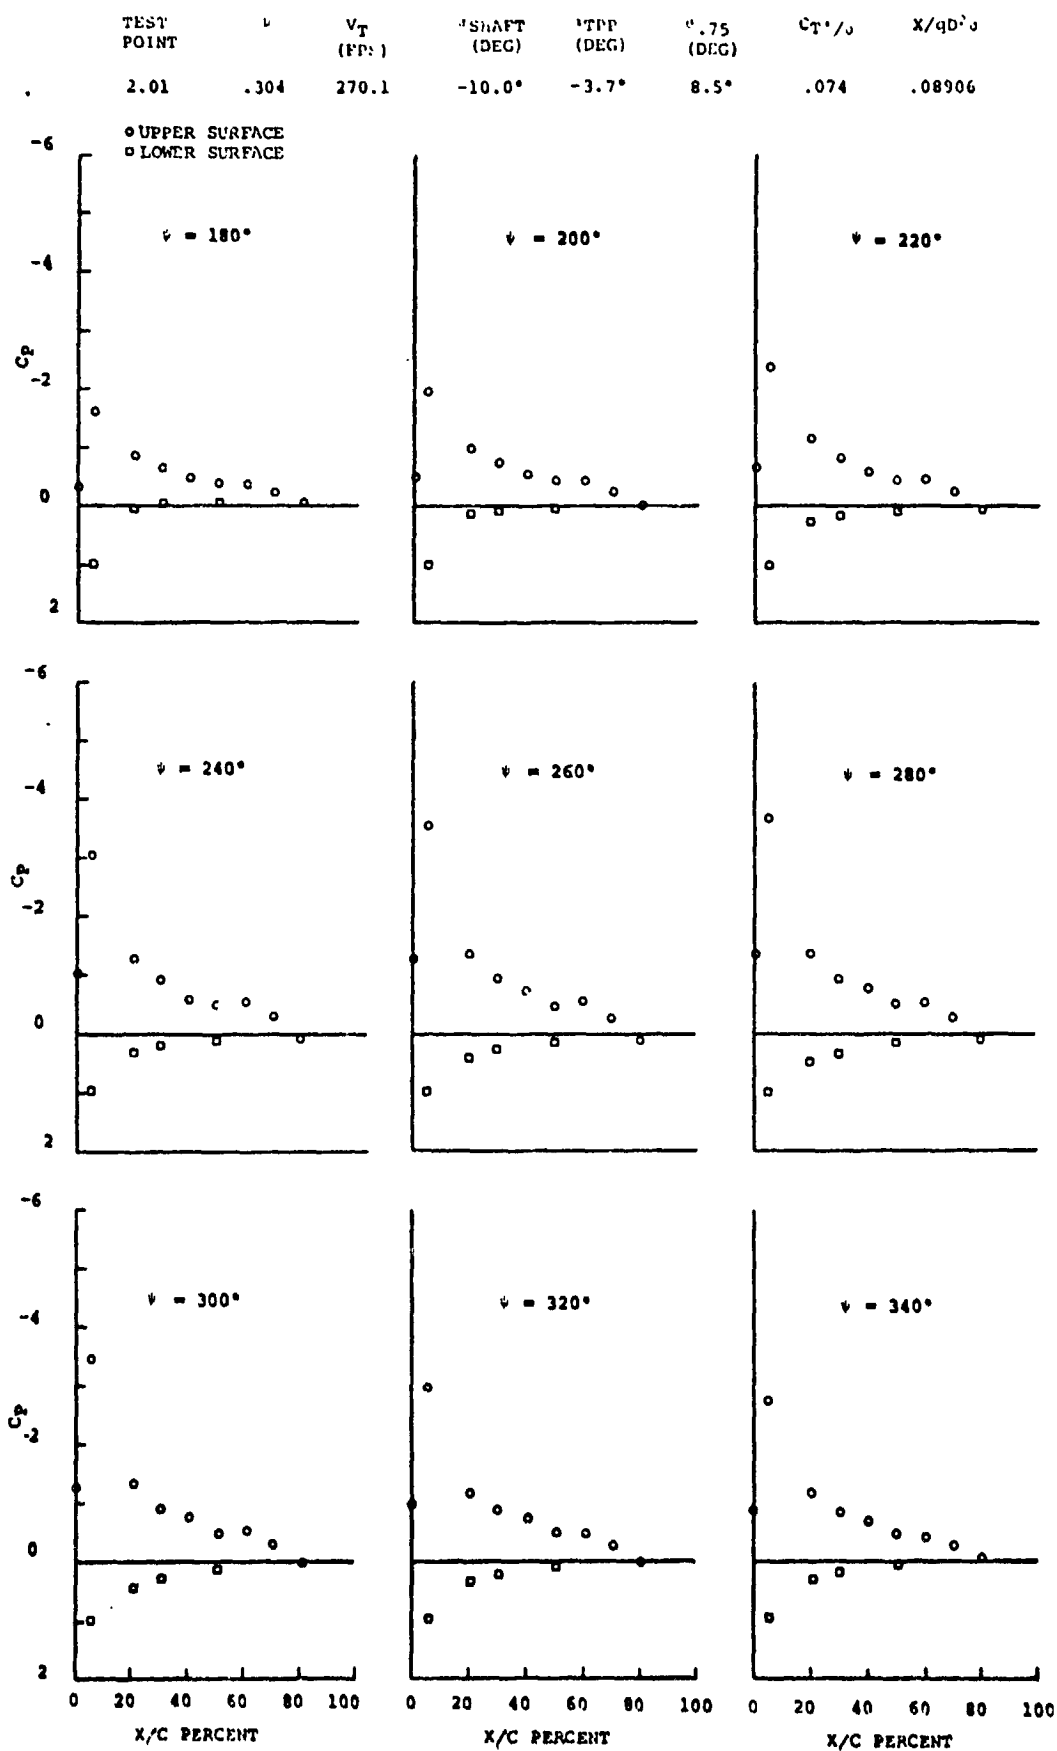 TEST POINT
V_T
SHAFT (DEG)
TPP (DEG)
.75 (DEG)
X/qD²
2.01 .304 270.1 -10.0° -3.7° 8.5° .074 .08906
○ UPPER SURFACE
□ LOWER SURFACE
-6
-4
C_P
-2
0
2
ψ = 180°
ψ = 200°
ψ = 220°
-6
-4
C_P
-2
0
2
ψ = 240°
ψ = 260°
ψ = 280°
-6
-4
C_P
-2
0
2
ψ = 300°
ψ = 320°
ψ = 340°
0 20 40 60 80 100
0 20 40 60 80 100
0 20 40 60 80 100
X/C PERCENT
X/C PERCENT
X/C PERCENT